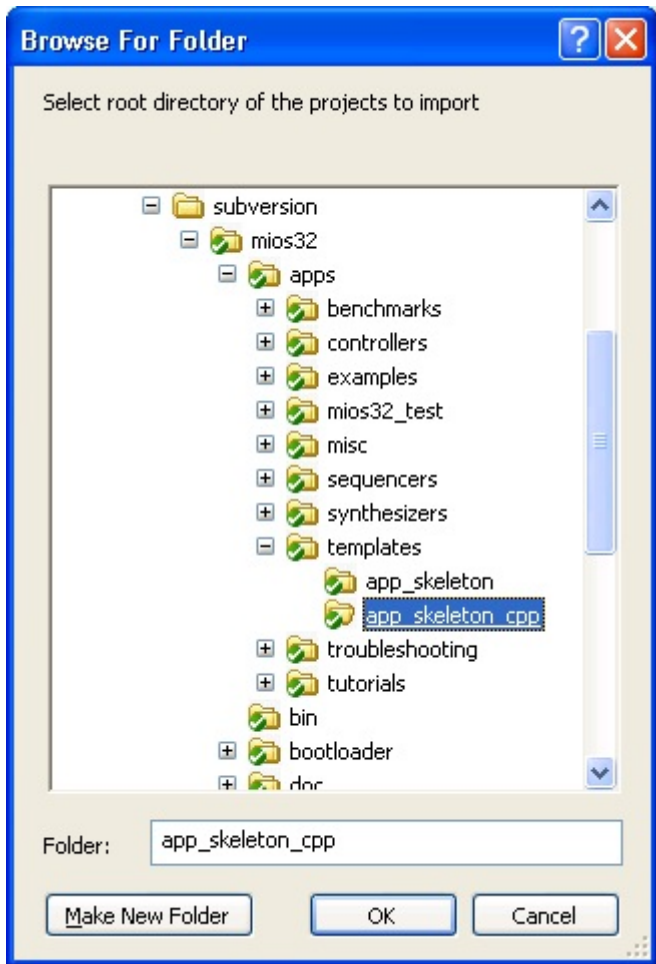 Browse For Folder
Select root directory of the projects to import
subversion
mios32
apps
benchmarks
controllers
examples
mios32_test
misc
sequencers
synthesizers
templates
app_skeleton
app_skeleton_cpp
troubleshooting
tutorials
bin
bootloader
doc
Folder: app_skeleton_cpp
Make New Folder OK Cancel